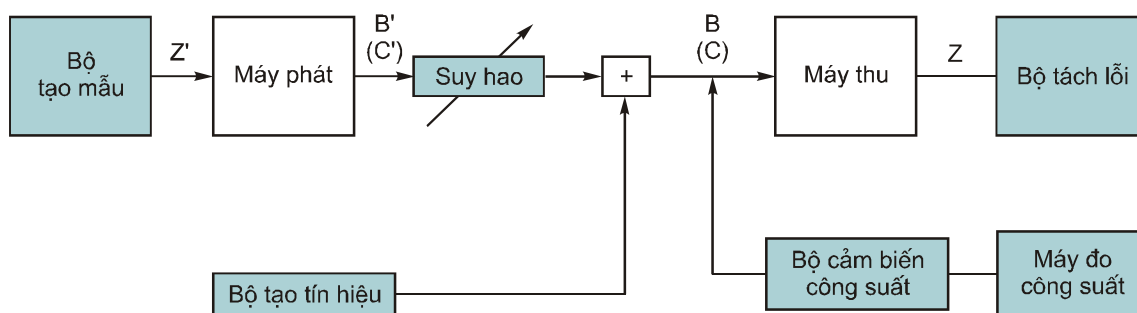 Bộ
tạo mẫu
Z'
Máy phát
B'
(C')
Suy hao
+
B
(C)
Máy thu
Z
Bộ tách lỗi
Bộ tạo tín hiệu
Bộ cảm biến
công suất
Máy đo
công suất